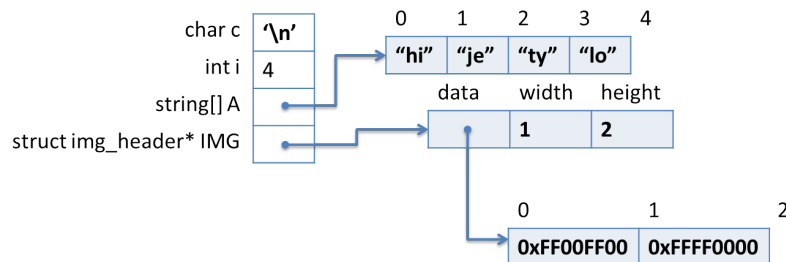 0 1 2 3 4
char c ‘\n’
“hi” “je” “ty” “lo”
int i 4
string[] A
data width height
struct img_header* IMG
1 2
0 1 2
0xFF00FF00 0xFFFF0000